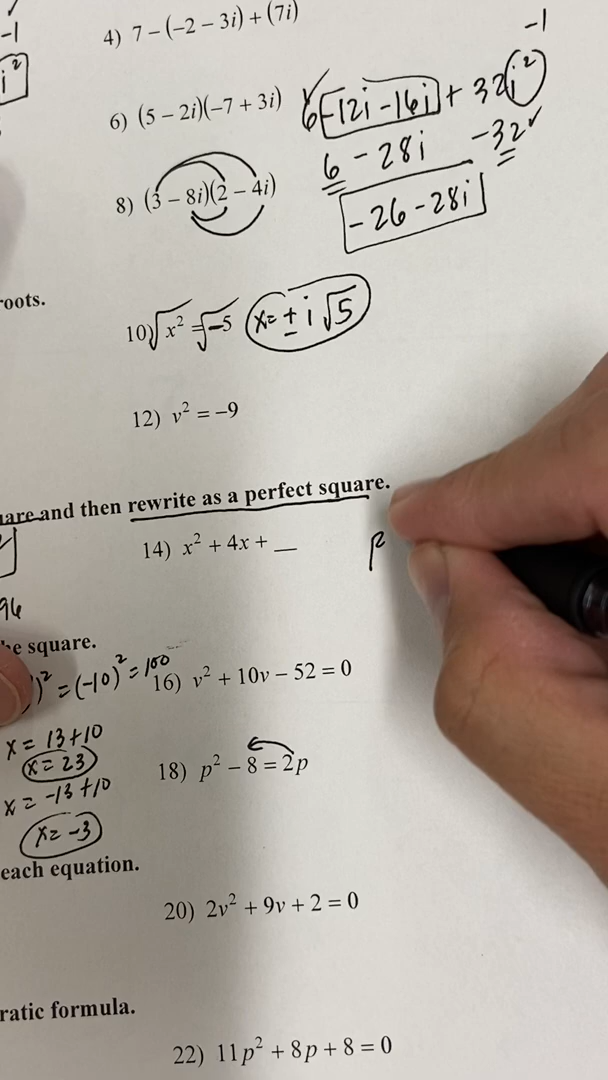 -1
-1
4) 7 − (−2 − 3i) + (7i)
i²
6) (5 − 2i)(−7 + 3i)
6 -12i -16i + 32i²
6 - 28i -32
8) (3 − 8i)(2 − 4i)
-26 - 28i
roots.
10) √x² = √−5 x= ± i √5
12) v² = −9
uare and then rewrite as a perfect square.
14) x² + 4x + __
96
he square.
)² = (-10)² = 100
16) v² + 10v − 52 = 0
x = 13+10
x = 23
18) p² − 8 = 2p
x = -13 +10
x = -3
each equation.
20) 2v² + 9v + 2 = 0
ratic formula.
22) 11p² + 8p + 8 = 0